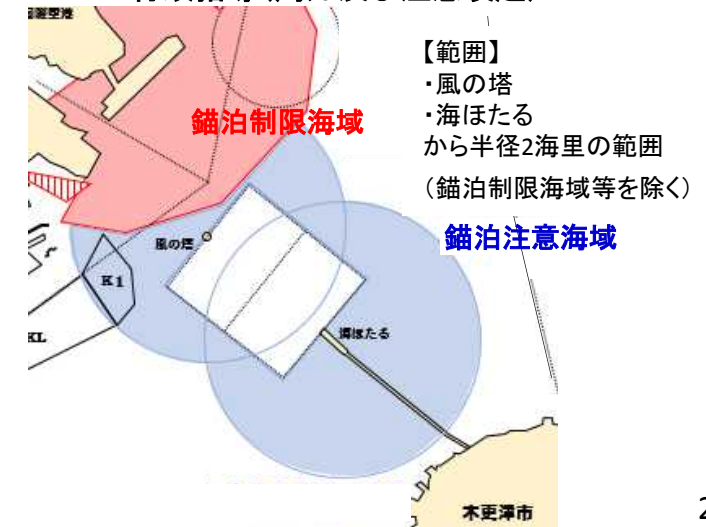 【範囲】
・風の塔
・海ほたる
から半径2海里の範囲
（錨泊制限海域等を除く）
錨泊制限海域
錨泊注意海域
風の塔
K1
KL
海ほたる
木更津市
2